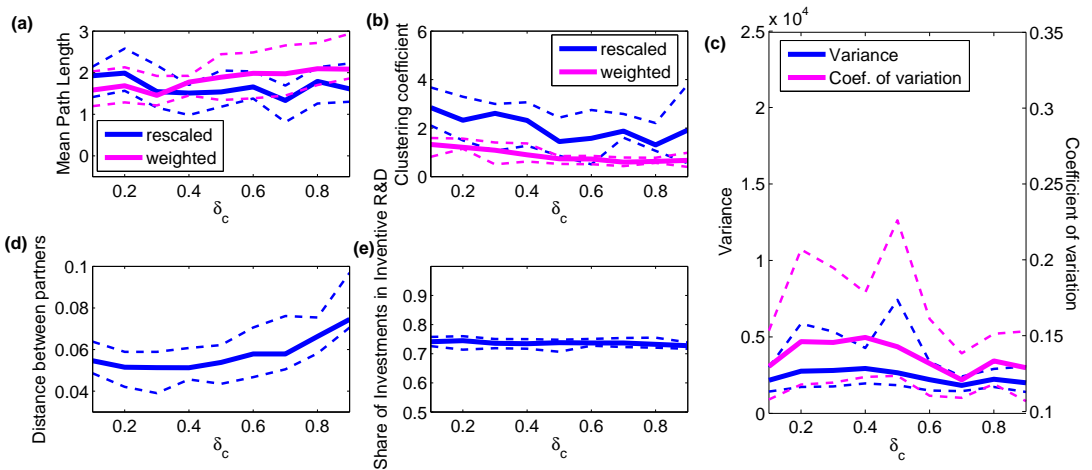 (a)
Mean Path Length
3
2
1
0
rescaled
weighted
0.2 0.4 0.6 0.8
δc
(b)
Clustering coefficient
6
4
2
0
rescaled
weighted
0.2 0.4 0.6 0.8
δc
(c)
x 10⁴
Variance
2.5
2
1.5
1
0.5
0
Variance
Coef. of variation
0.35
0.3
0.25
0.2
0.15
0.1
Coefficient of variation
0.2 0.4 0.6 0.8
δc
(d)
Distance between partners
0.1
0.08
0.06
0.04
0.2 0.4 0.6 0.8
δc
(e)
Share of Investments in Inventive R&D
0.9
0.8
0.7
0.6
0.5
0.2 0.4 0.6 0.8
δc